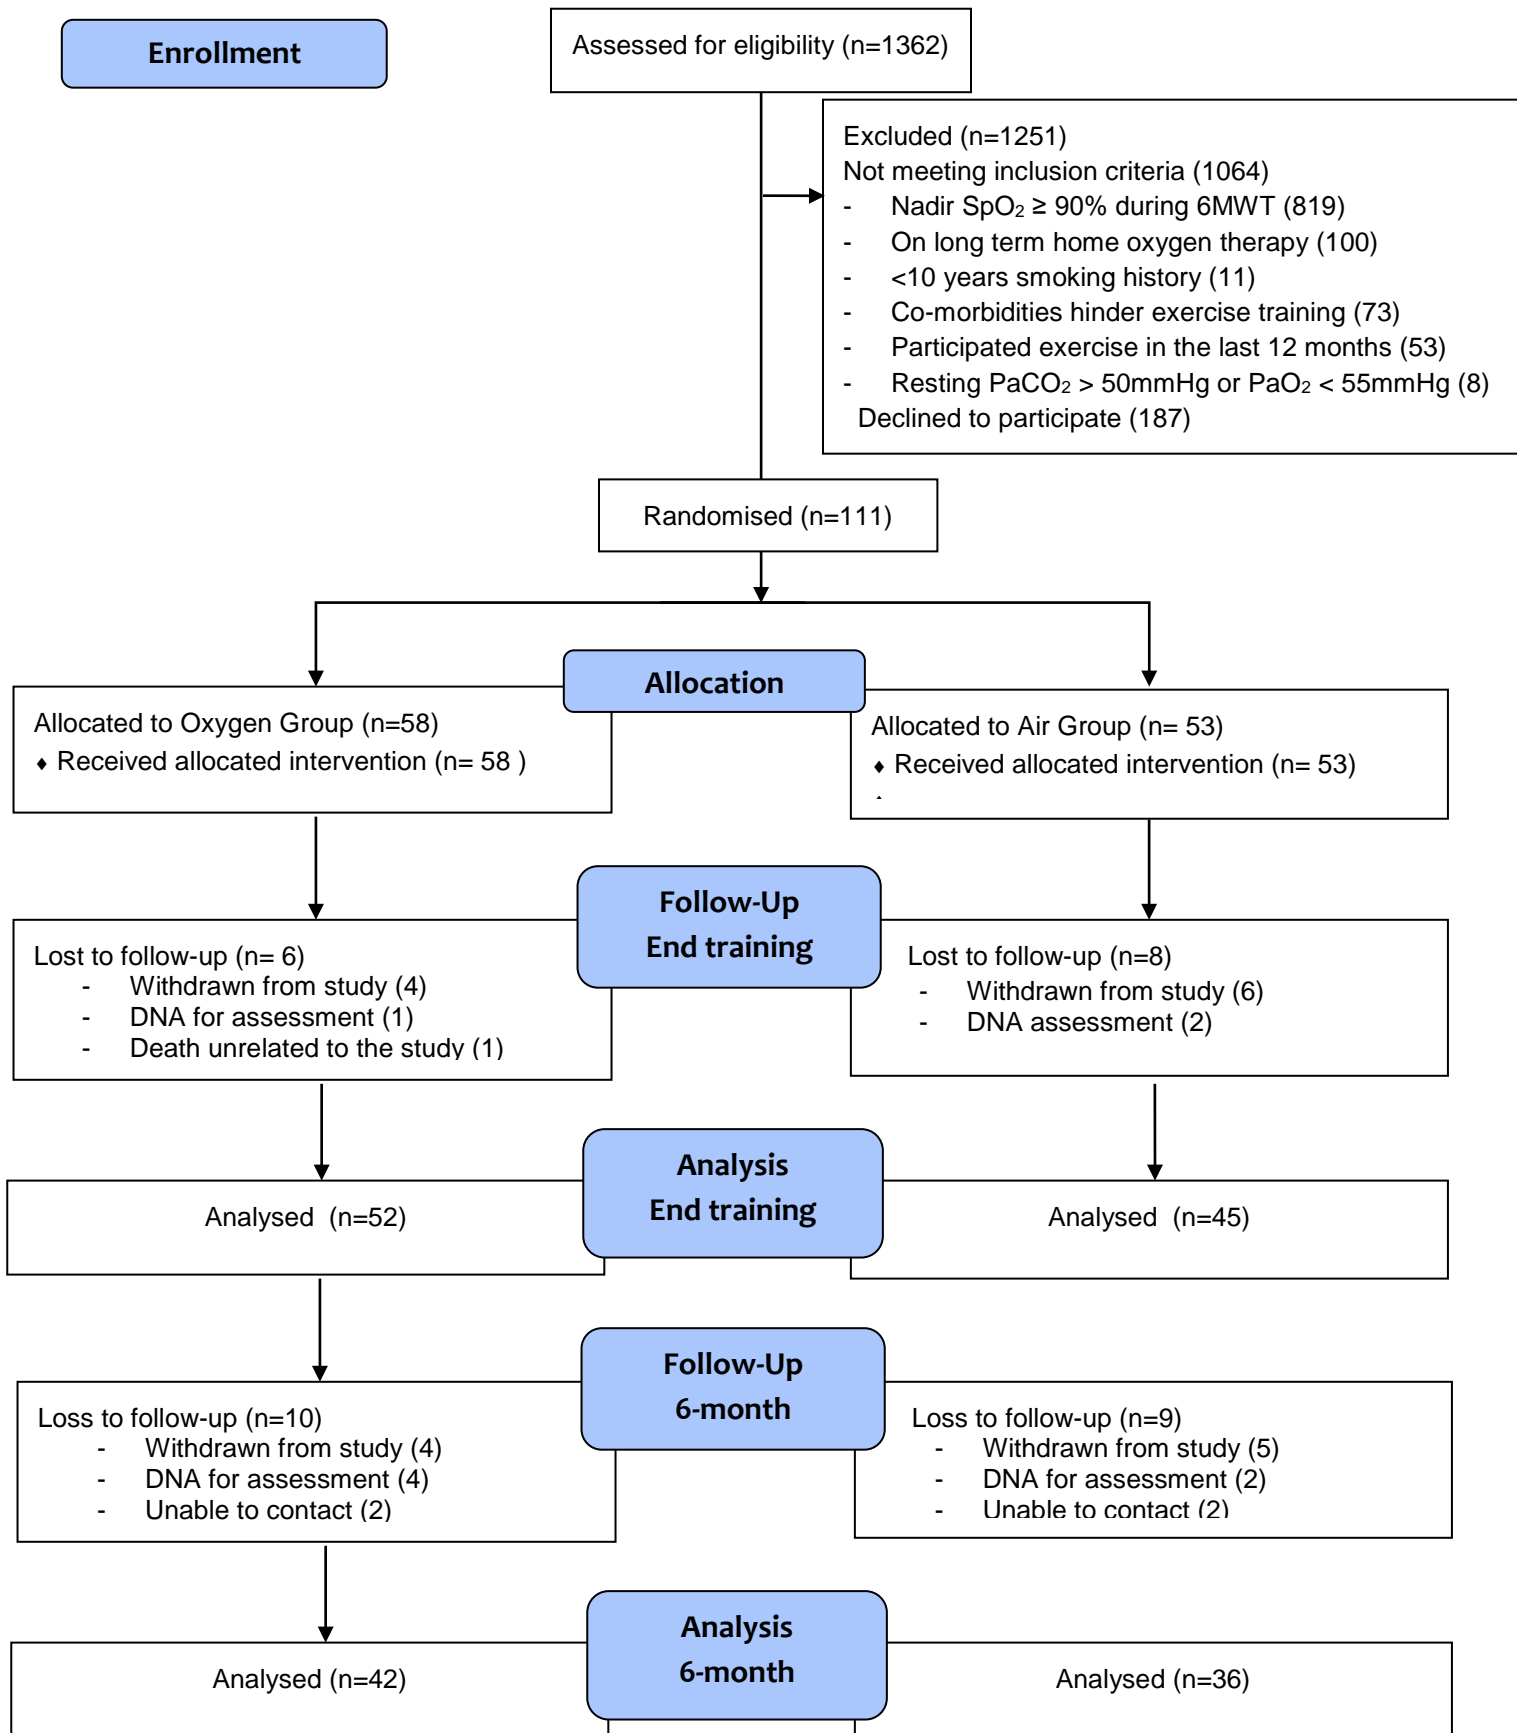 Enrollment
Assessed for eligibility (n=1362)
Excluded (n=1251)
Not meeting inclusion criteria (1064)
- Nadir SpO₂ ≥ 90% during 6MWT (819)
- On long term home oxygen therapy (100)
- <10 years smoking history (11)
- Co-morbidities hinder exercise training (73)
- Participated exercise in the last 12 months (53)
- Resting PaCO₂ > 50mmHg or PaO₂ < 55mmHg (8)
Declined to participate (187)
Randomised (n=111)
Allocation
Allocated to Oxygen Group (n=58)
♦ Received allocated intervention (n= 58 )
Allocated to Air Group (n= 53)
♦ Received allocated intervention (n= 53)
Follow-Up
End training
Lost to follow-up (n= 6)
- Withdrawn from study (4)
- DNA for assessment (1)
- Death unrelated to the study (1)
Lost to follow-up (n=8)
- Withdrawn from study (6)
- DNA assessment (2)
Analysis
End training
Analysed (n=52)
Analysed (n=45)
Follow-Up
6-month
Loss to follow-up (n=10)
- Withdrawn from study (4)
- DNA for assessment (4)
- Unable to contact (2)
Loss to follow-up (n=9)
- Withdrawn from study (5)
- DNA for assessment (2)
- Unable to contact (2)
Analysis
6-month
Analysed (n=42)
Analysed (n=36)